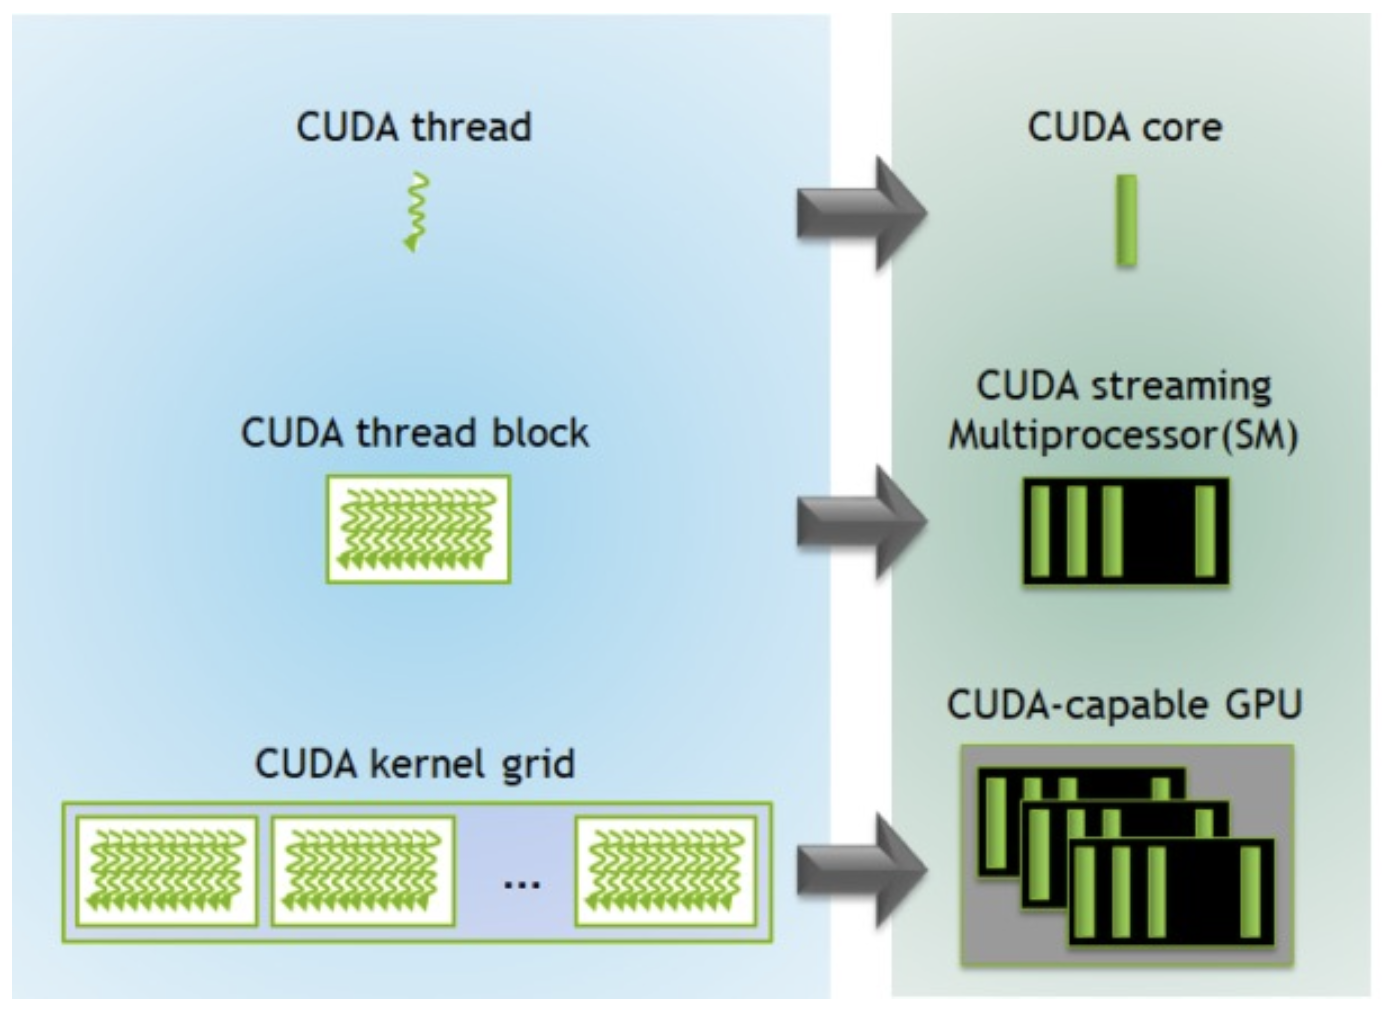 CUDA thread
CUDA core
CUDA thread block
CUDA streaming
Multiprocessor(SM)
CUDA kernel grid
...
CUDA-capable GPU